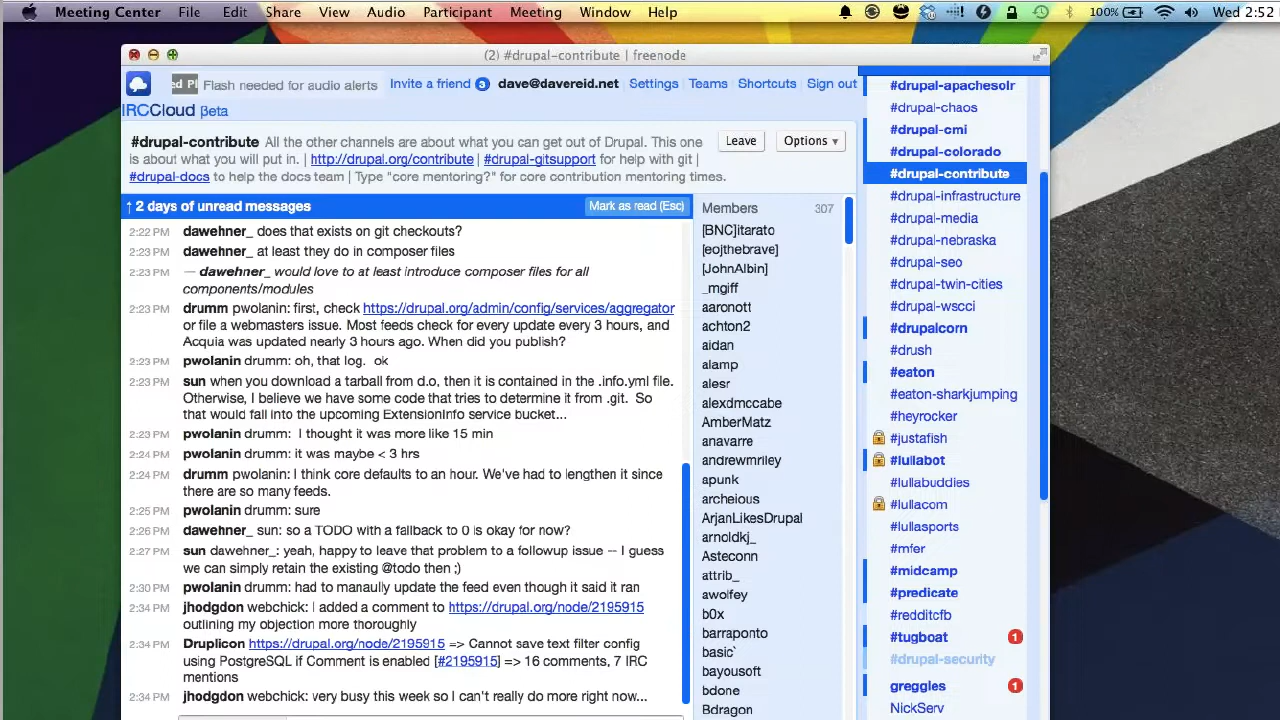 Meeting Center File Edit Share View Audio Participant Meeting Window Help 100% Wed 2:52
(2) #drupal-contribute | freenode
ed Pl Flash needed for audio alerts Invite a friend 3 dave@davereid.net Settings Teams Shortcuts Sign out
IRCCloud βeta
#drupal-contribute All the other channels are about what you can get out of Drupal. This one
is about what you will put in. | http://drupal.org/contribute | #drupal-gitsupport for help with git |
#drupal-docs to help the docs team | Type "core mentoring?" for core contribution mentoring times.
Leave Options ▾
↑ 2 days of unread messages Mark as read (Esc)
2:22 PM dawehner_ does that exists on git checkouts?
2:23 PM dawehner_ at least they do in composer files
2:23 PM — dawehner_ would love to at least introduce composer files for all
components/modules
2:23 PM drumm pwolanin: first, check https://drupal.org/admin/config/services/aggregator
or file a webmasters issue. Most feeds check for every update every 3 hours, and
Acquia was updated nearly 3 hours ago. When did you publish?
2:23 PM pwolanin drumm: oh, that log. ok
2:23 PM sun when you download a tarball from d.o, then it is contained in the .info.yml file.
Otherwise, I believe we have some code that tries to determine it from .git. So
that would fall into the upcoming ExtensionInfo service bucket...
2:23 PM pwolanin drumm: I thought it was more like 15 min
2:24 PM pwolanin drumm: it was maybe < 3 hrs
2:24 PM drumm pwolanin: I think core defaults to an hour. We've had to lengthen it since
there are so many feeds.
2:25 PM pwolanin drumm: sure
2:26 PM dawehner_ sun: so a TODO with a fallback to 0 is okay for now?
2:27 PM sun dawehner_: yeah, happy to leave that problem to a followup issue -- I guess
we can simply retain the existing @todo then ;)
2:30 PM pwolanin drumm: had to manaully update the feed even though it said it ran
2:34 PM jhodgdon webchick: I added a comment to https://drupal.org/node/2195915
outlining my objection more thoroughly
2:34 PM Druplicon https://drupal.org/node/2195915 => Cannot save text filter config
using PostgreSQL if Comment is enabled [#2195915] => 16 comments, 7 IRC
mentions
2:34 PM jhodgdon webchick: very busy this week so I can't really do more right now...
Members 307
[BNC]itarato
[eojthebrave]
[JohnAlbin]
_mgiff
aaronott
achton2
aidan
alamp
alesr
alexdmccabe
AmberMatz
anavarre
andrewmriley
apunk
archeious
ArjanLikesDrupal
arnoldkj_
Asteconn
attrib_
awolfey
b0x
barraponto
basic`
bayousoft
bdone
Bdragon
#drupal-apachesolr
#drupal-chaos
#drupal-cmi
#drupal-colorado
#drupal-contribute
#drupal-infrastructure
#drupal-media
#drupal-nebraska
#drupal-seo
#drupal-twin-cities
#drupal-wscci
#drupalcorn
#drush
#eaton
#eaton-sharkjumping
#heyrocker
#justafish
#lullabot
#lullabuddies
#lullacom
#lullasports
#mfer
#midcamp
#predicate
#redditcfb
#tugboat 1
#drupal-security
greggles 1
NickServ